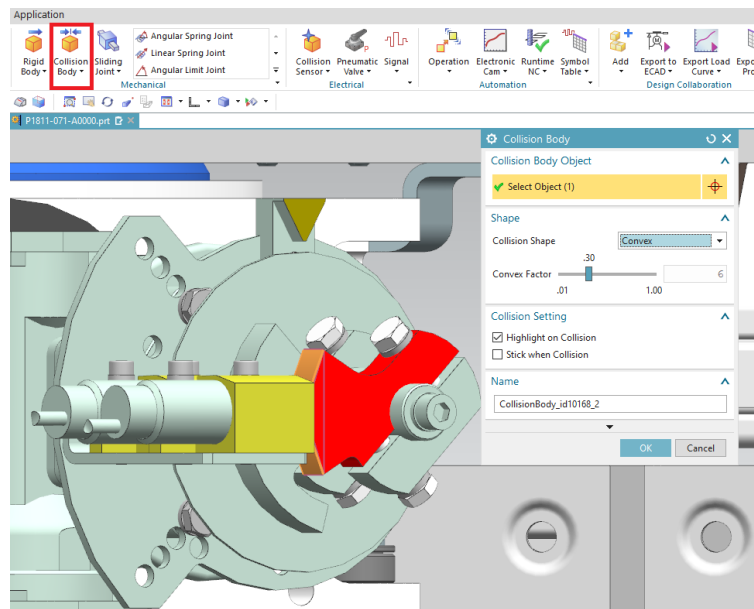 Application
Rigid Body
Collision Body
Sliding Joint
Angular Spring Joint
Linear Spring Joint
Angular Limit Joint
Mechanical
Collision Sensor
Pneumatic Valve
Signal
Electrical
Operation
Electronic Cam
Runtime NC
Symbol Table
Automation
Add
Export to ECAD
Export Load Curve
Design Collaboration
P1811-071-A0000.prt
Collision Body
Collision Body Object
Select Object (1)
Shape
Collision Shape
Convex
.30
Convex Factor
6
.01
1.00
Collision Setting
Highlight on Collision
Stick when Collision
Name
CollisionBody_id10168_2
OK
Cancel